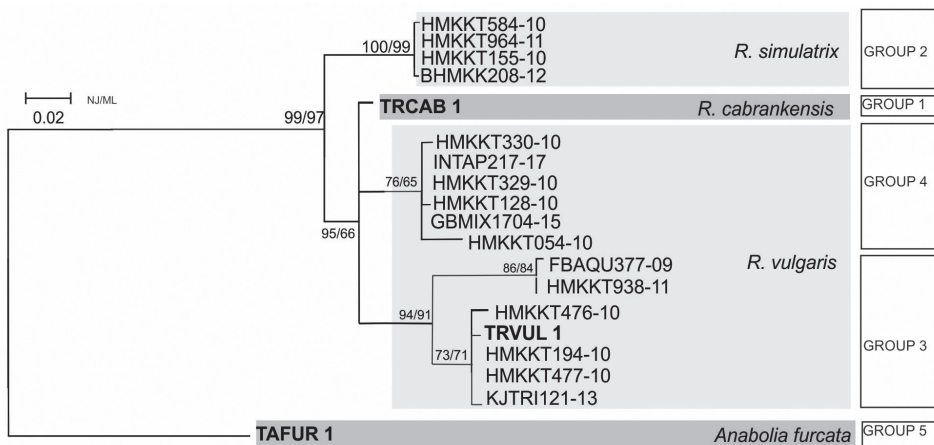 HMKKT584-10
HMKKT964-11
HMKKT155-10
BHMKK208-12
100/99
R. simulatrix
GROUP 2
0.02
NJ/ML
99/97
TRCAB 1
R. cabrankensis
GROUP 1
HMKKT330-10
INTAP217-17
HMKKT329-10
HMKKT128-10
GBMIX1704-15
HMKKT054-10
76/65
GROUP 4
95/66
R. vulgaris
FBAQU377-09
HMKKT938-11
86/84
94/91
HMKKT476-10
TRVUL 1
HMKKT194-10
HMKKT477-10
KJTRI121-13
73/71
GROUP 3
TAFUR 1
Anabolia furcata
GROUP 5